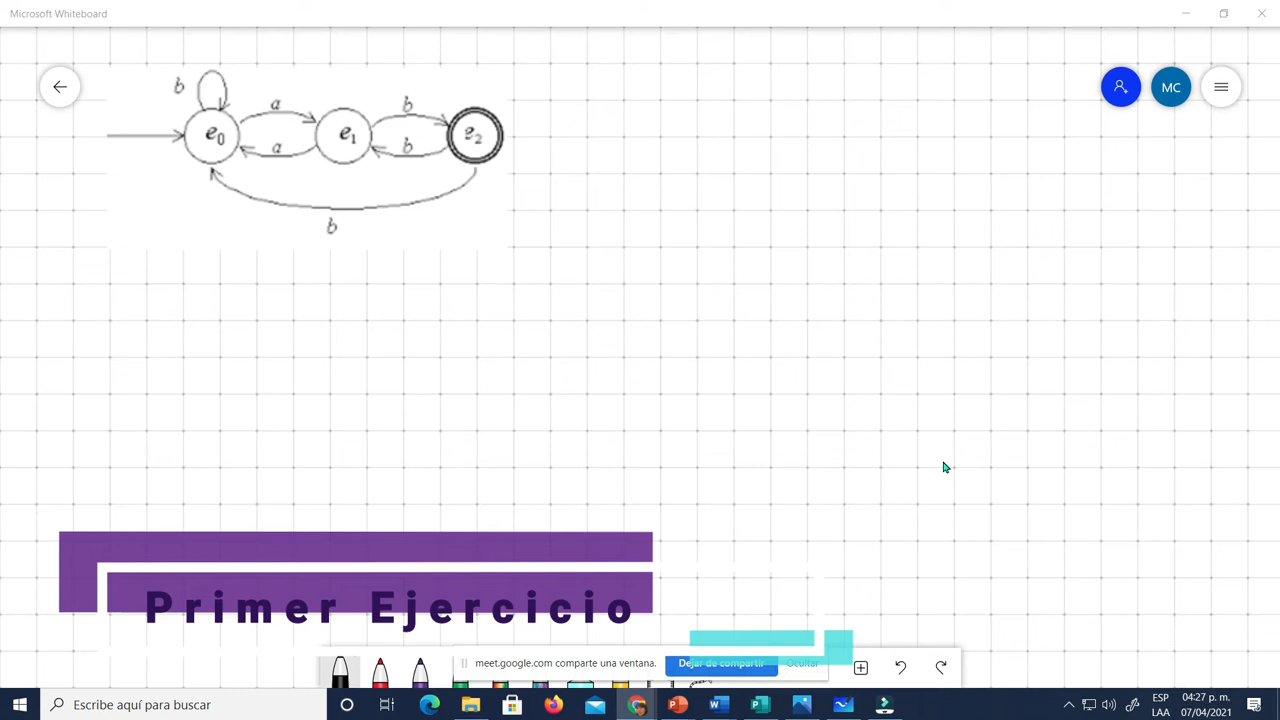 Microsoft Whiteboard
MC
b
a
b
e0
e1
e2
a
b
b
Primer Ejercicio
meet.google.com comparte una ventana.
Dejar de compartir
Ocultar
Escribe aquí para buscar
ESP
LAA
04:27 p. m.
07/04/2021